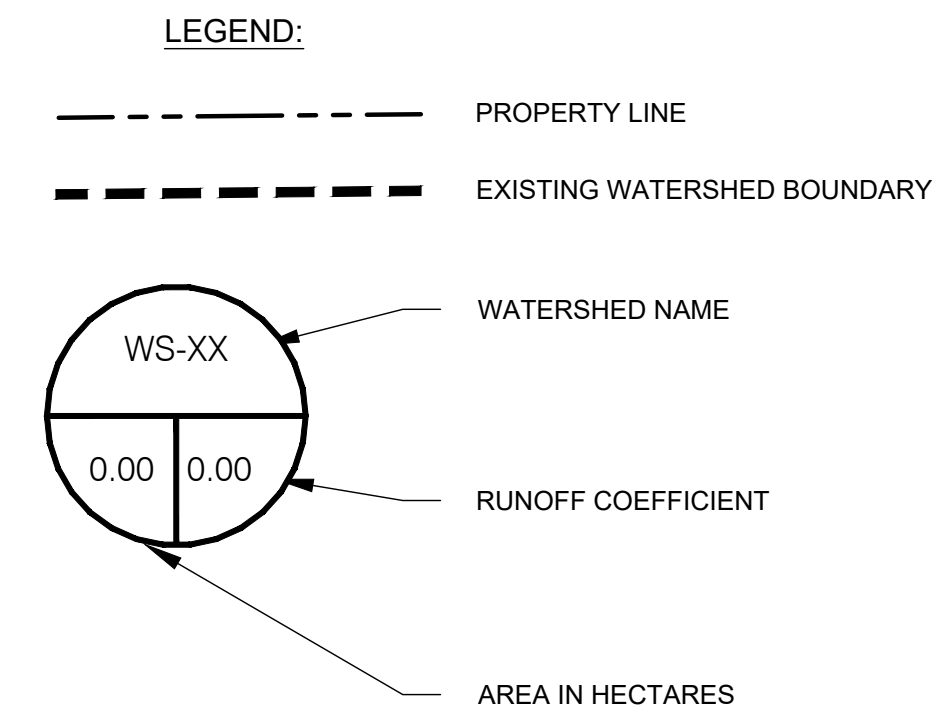 LEGEND:
PROPERTY LINE
EXISTING WATERSHED BOUNDARY
WATERSHED NAME
WS-XX
0.00 0.00
RUNOFF COEFFICIENT
AREA IN HECTARES